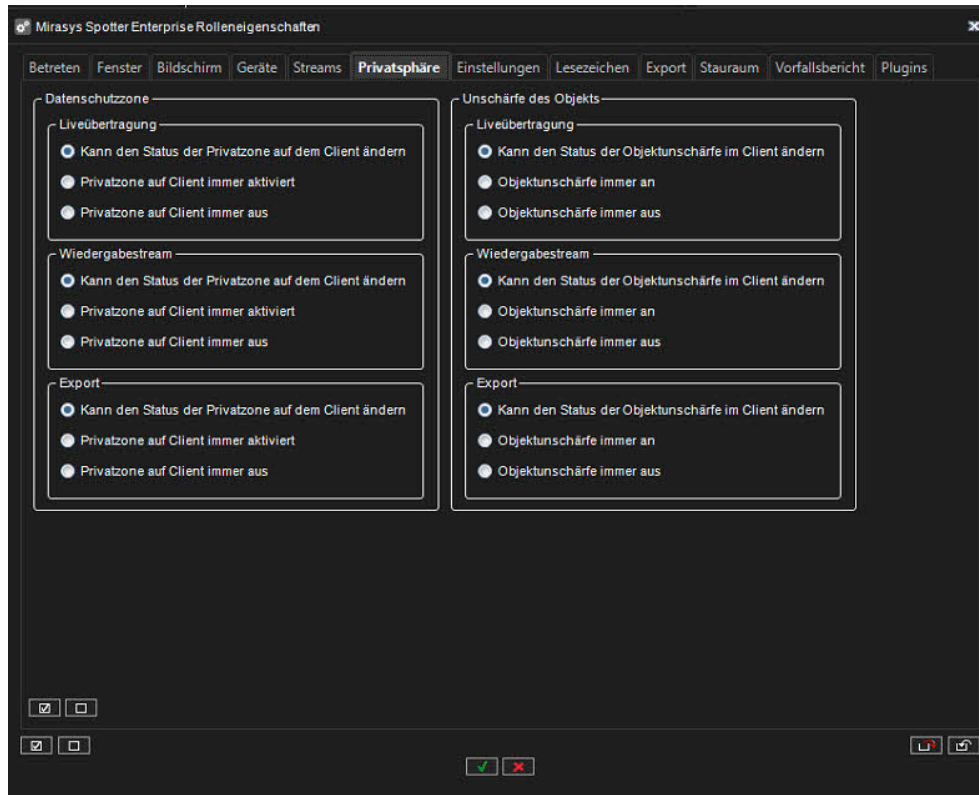 Mirasys Spotter Enterprise Rolleneigenschaften
Betreten Fenster Bildschirm Geräte Streams Privatsphäre Einstellungen Lesezeichen Export Stauraum Vorfallsbericht Plugins
Datenschutzzone
Liveübertragung
Kann den Status der Privatzone auf dem Client ändern
Privatzone auf Client immer aktiviert
Privatzone auf Client immer aus
Wiedergabestream
Kann den Status der Privatzone auf dem Client ändern
Privatzone auf Client immer aktiviert
Privatzone auf Client immer aus
Export
Kann den Status der Privatzone auf dem Client ändern
Privatzone auf Client immer aktiviert
Privatzone auf Client immer aus
Unschärfe des Objekts
Liveübertragung
Kann den Status der Objektunschärfe im Client ändern
Objektunschärfe immer an
Objektunschärfe immer aus
Wiedergabestream
Kann den Status der Objektunschärfe im Client ändern
Objektunschärfe immer an
Objektunschärfe immer aus
Export
Kann den Status der Objektunschärfe im Client ändern
Objektunschärfe immer an
Objektunschärfe immer aus